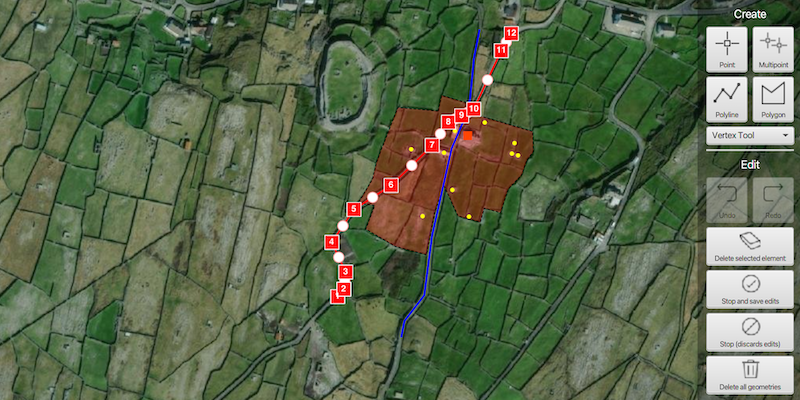 12
11
10
9
8
7
6
5
4
3
2
1
Create
Point
Multipoint
Polyline
Polygon
Vertex Tool
Edit
Undo
Redo
Delete selected element
Stop and save edits
Stop (discards edits)
Delete all geometries